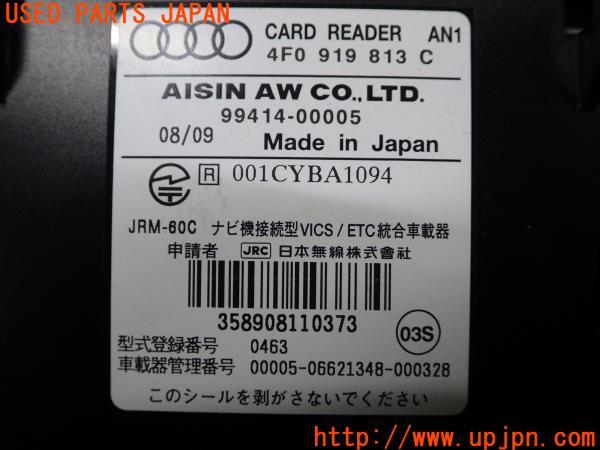 USED PARTS JAPAN
CARD READER AN1
4F0 919 813 C
AISIN AW CO.,LTD.
99414-00005
08/09 Made in Japan
R 001CYBA1094
JRM-60C ナビ機接続型VICS/ETC統合車載器
申請者 JRC 日本無線株式會社
358908110373
03S
型式登録番号 0463
車載器管理番号 00005-06621348-000328
このシールを剥がさないでください
UPJ
http://www.upjpn.com